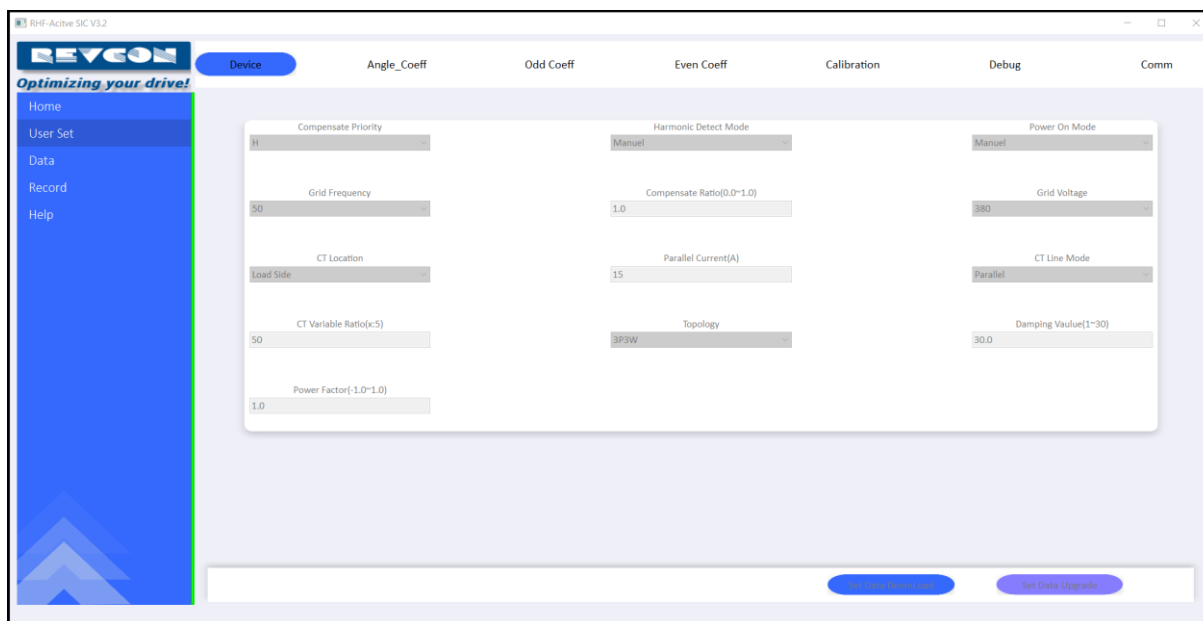 RHF-Acitve SIC V3.2
REVCON
Optimizing your drive!
Device Angle_Coeff Odd Coeff Even Coeff Calibration Debug Comm
Home
User Set
Data
Record
Help
Compensate Priority Harmonic Detect Mode Power On Mode
H Manuel Manuel
Grid Frequency Compensate Ratio(0.0~1.0) Grid Voltage
50 1.0 380
CT Location Parallel Current(A) CT Line Mode
Load Side 15 Parallel
CT Variable Ratio(x:5) Topology Damping Vaulue(1~30)
50 3P3W 30.0
Power Factor(-1.0~1.0)
1.0
Set Data DownLoad Set Data Upgrade